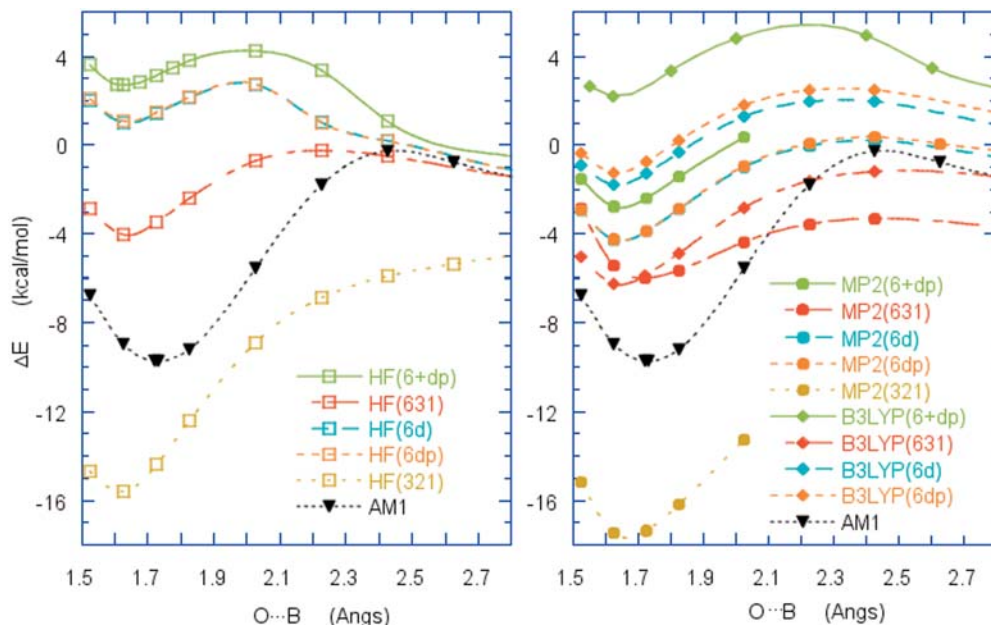 4
0
-4
-8
-12
-16
ΔE (kcal/mol)
1.5 1.7 1.9 2.1 2.3 2.5 2.7
O···B (Angs)
HF(6+dp)
HF(631)
HF(6d)
HF(6dp)
HF(321)
AM1
4
0
-4
-8
-12
-16
1.5 1.7 1.9 2.1 2.3 2.5 2.7
O···B (Angs)
MP2(6+dp)
MP2(631)
MP2(6d)
MP2(6dp)
MP2(321)
B3LYP(6+dp)
B3LYP(631)
B3LYP(6d)
B3LYP(6dp)
AM1